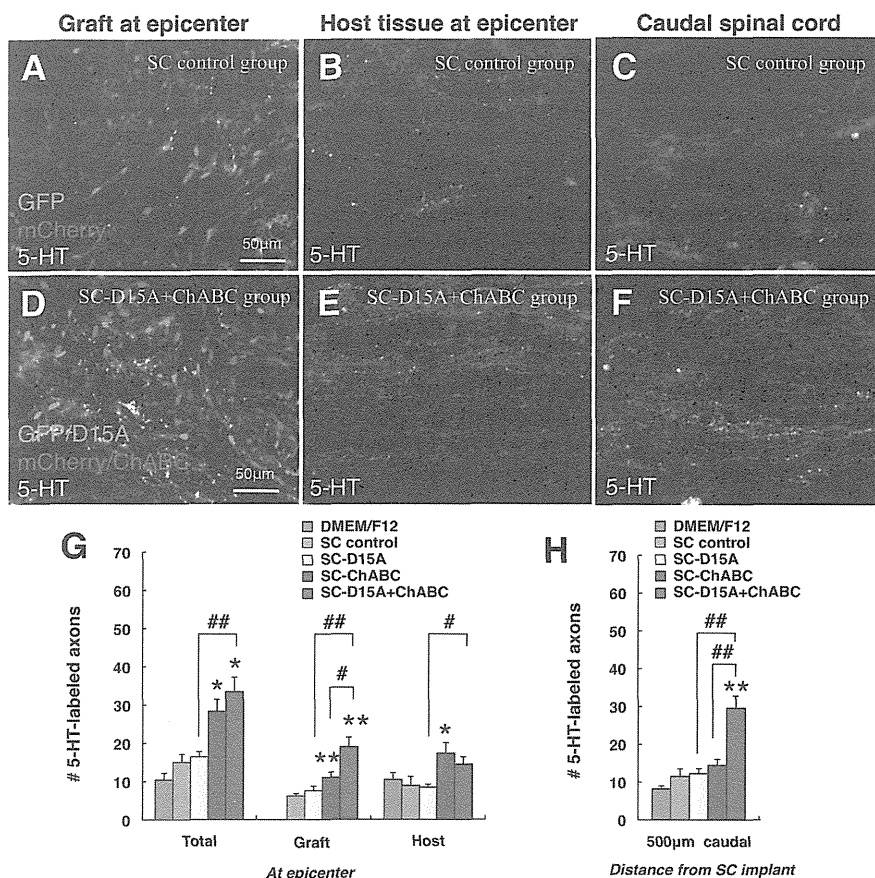 Graft at epicenter
Host tissue at epicenter
Caudal spinal cord
A
SC control group
GFP
mCherry
5-HT
50µm
B
SC control group
5-HT
C
SC control group
5-HT
D
SC-D15A+ChABC group
GFP/D15A
mCherry/ChABC
5-HT
50µm
E
SC-D15A+ChABC group
5-HT
F
SC-D15A+ChABC group
5-HT
G
DMEM/F12
SC control
SC-D15A
SC-ChABC
SC-D15A+ChABC
# 5-HT-labeled axons
70
60
50
40
30
20
10
0
##
*
*
##
#
**
**
#
*
Total
Graft
Host
At epicenter
H
DMEM/F12
SC control
SC-D15A
SC-ChABC
SC-D15A+ChABC
# 5-HT-labeled axons
70
60
50
40
30
20
10
0
##
##
**
500µm caudal
Distance from SC implant